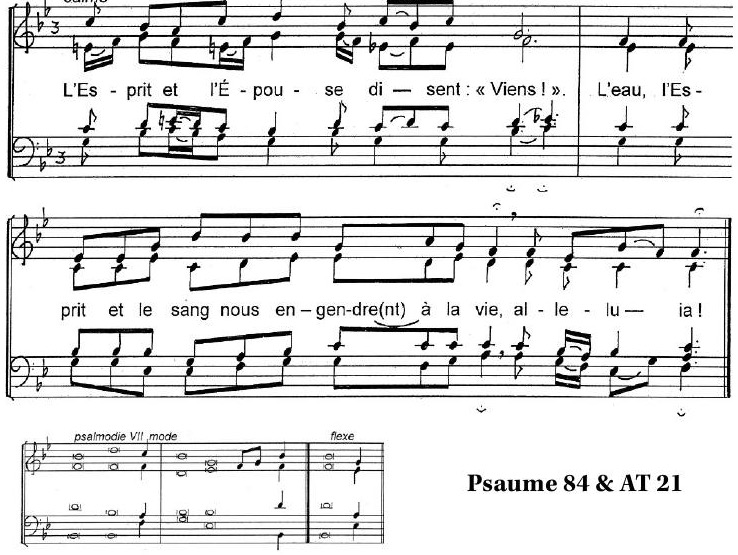 L'Es - prit et l'É - pou - se di — sent : « Viens ! ». L'eau, l'Es-
prit et le sang nous en – gen-dre(nt) à la vie, al - le - lu — ia !
psalmodie VII mode flexe
Psaume 84 & AT 21